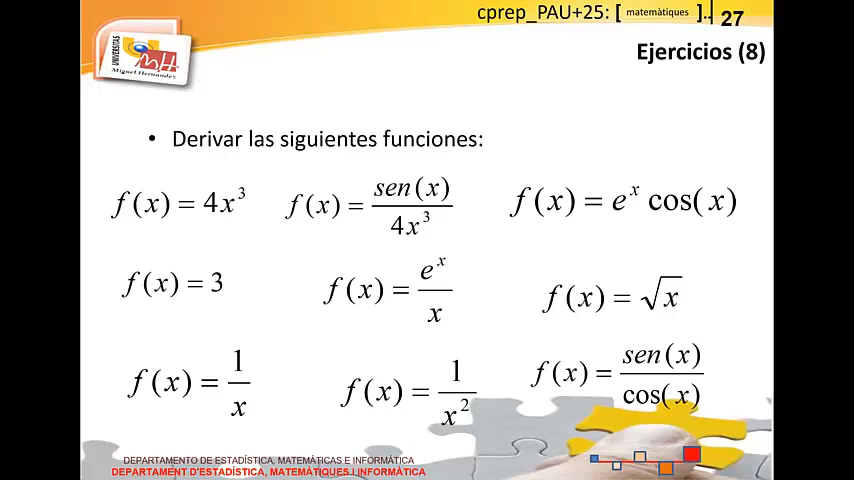 cprep_PAU+25: [ matemàtiques ].. 27
UNIVERSITAS
Miguel Hernández
Ejercicios (8)
• Derivar las siguientes funciones:
f(x) = 4x³
f(x) = sen(x) / 4x³
f(x) = eˣ cos(x)
f(x) = 3
f(x) = eˣ / x
f(x) = √x
f(x) = 1 / x
f(x) = 1 / x²
f(x) = sen(x) / cos(x)
DEPARTAMENTO DE ESTADÍSTICA, MATEMÁTICAS E INFORMÁTICA
DEPARTAMENT D'ESTADÍSTICA, MATEMÀTIQUES I INFORMÀTICA